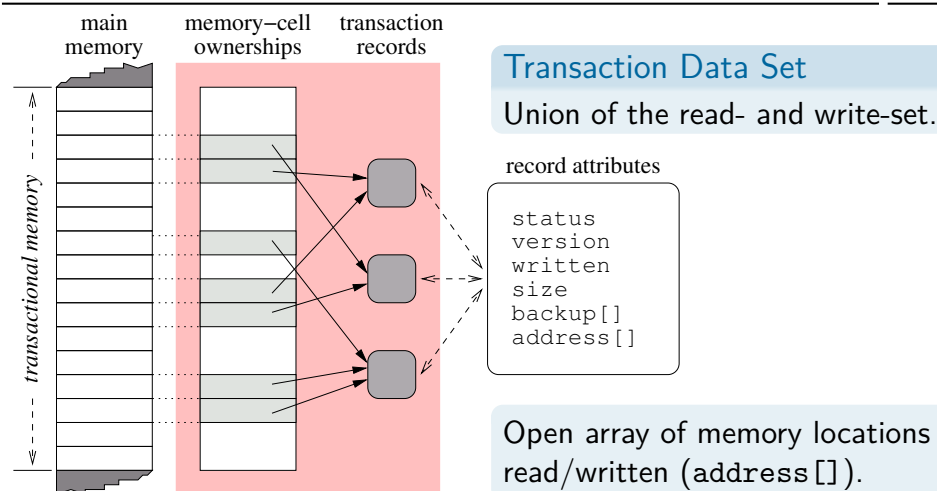 main
memory
memory−cell
ownerships
transaction
records
transactional memory
Transaction Data Set
Union of the read- and write-set.
record attributes
status
version
written
size
backup[]
address[]
Open array of memory locations
read/written (address[]).